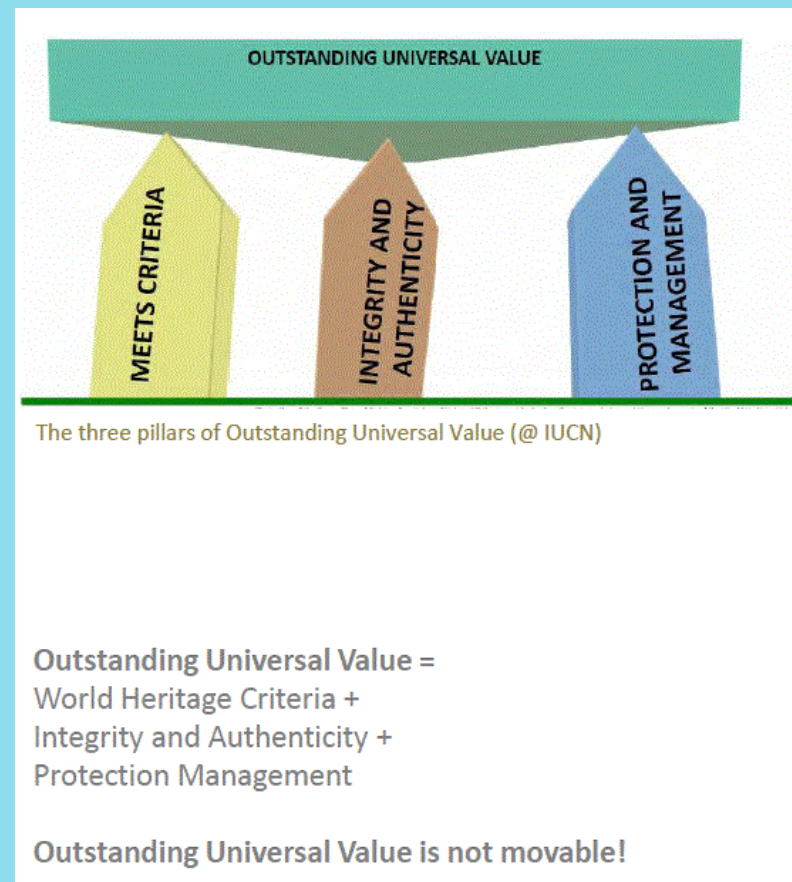 OUTSTANDING UNIVERSAL VALUE
MEETS CRITERIA
INTEGRITY AND
AUTHENTICITY
PROTECTION AND
MANAGEMENT
The three pillars of Outstanding Universal Value (@ IUCN)
Outstanding Universal Value =
World Heritage Criteria +
Integrity and Authenticity +
Protection Management
Outstanding Universal Value is not movable!